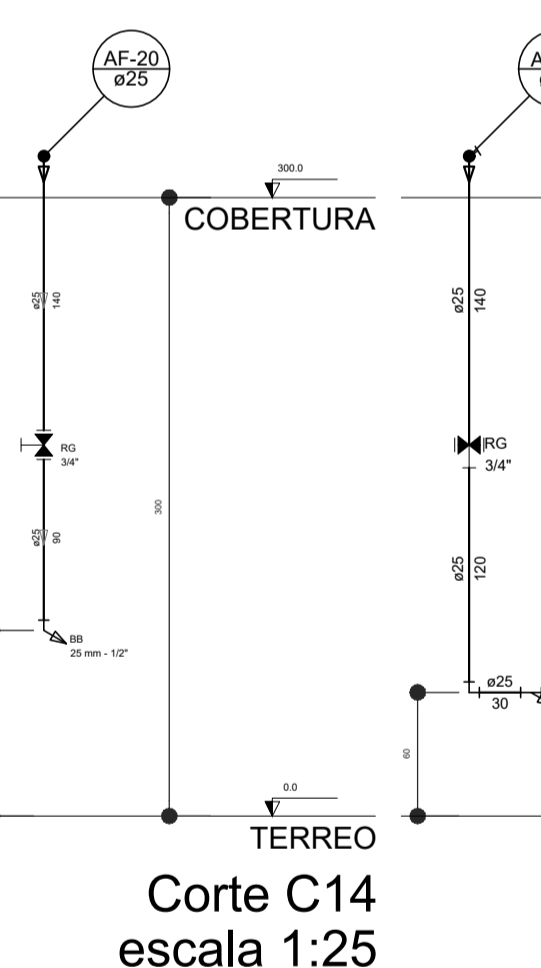 AF-20
ø25
A
300.0
COBERTURA
ø25
140
ø25
140
RG
3/4"
RG
3/4"
300
ø25
90
ø25
120
BB
25 mm - 1/2"
ø25
30
60
0.0
TERREO
Corte C14
escala 1:25